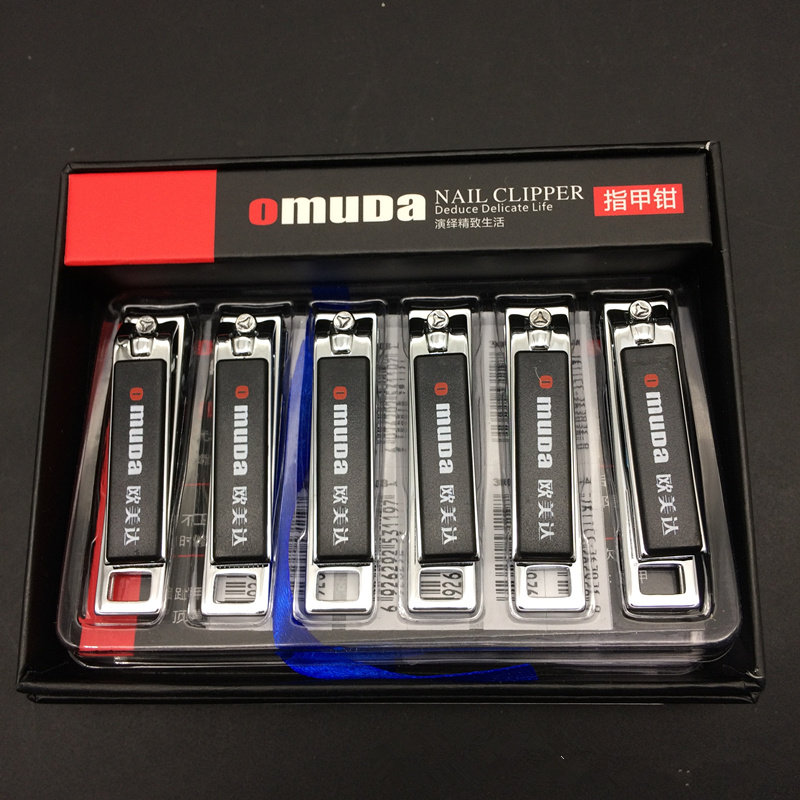 omuda
NAIL CLIPPER
Deduce Delicate Life
演绎精致生活
指甲钳
omuda 欧美达
omuda 欧美达
omuda 欧美达
omuda 欧美达
omuda 欧美达
omuda 欧美达
6926292531197
926